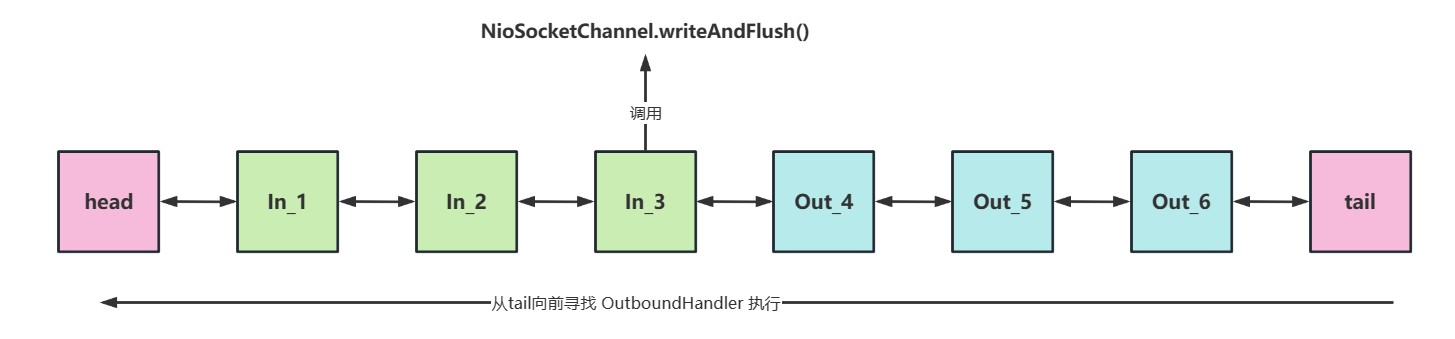 NioSocketChannel.writeAndFlush()
调用
head In_1 In_2 In_3 Out_4 Out_5 Out_6 tail
从tail向前寻找 OutboundHandler 执行